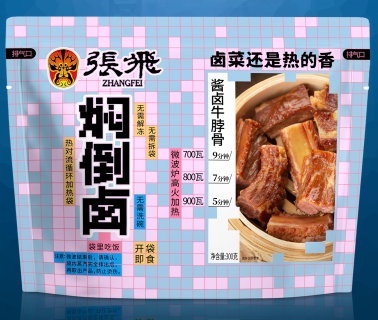 排气口
排气口
張飛
ZHANGFEI
卤菜还是热的香
焖倒卤
无需解冻
无需拆袋
无需洗碗
热对流循环加热袋
微波炉高火加热
700瓦 9分钟/
800瓦 7分钟/
900瓦 5分钟/
酱卤牛脖骨
净含量:300克
袋里吃饭
开袋即食